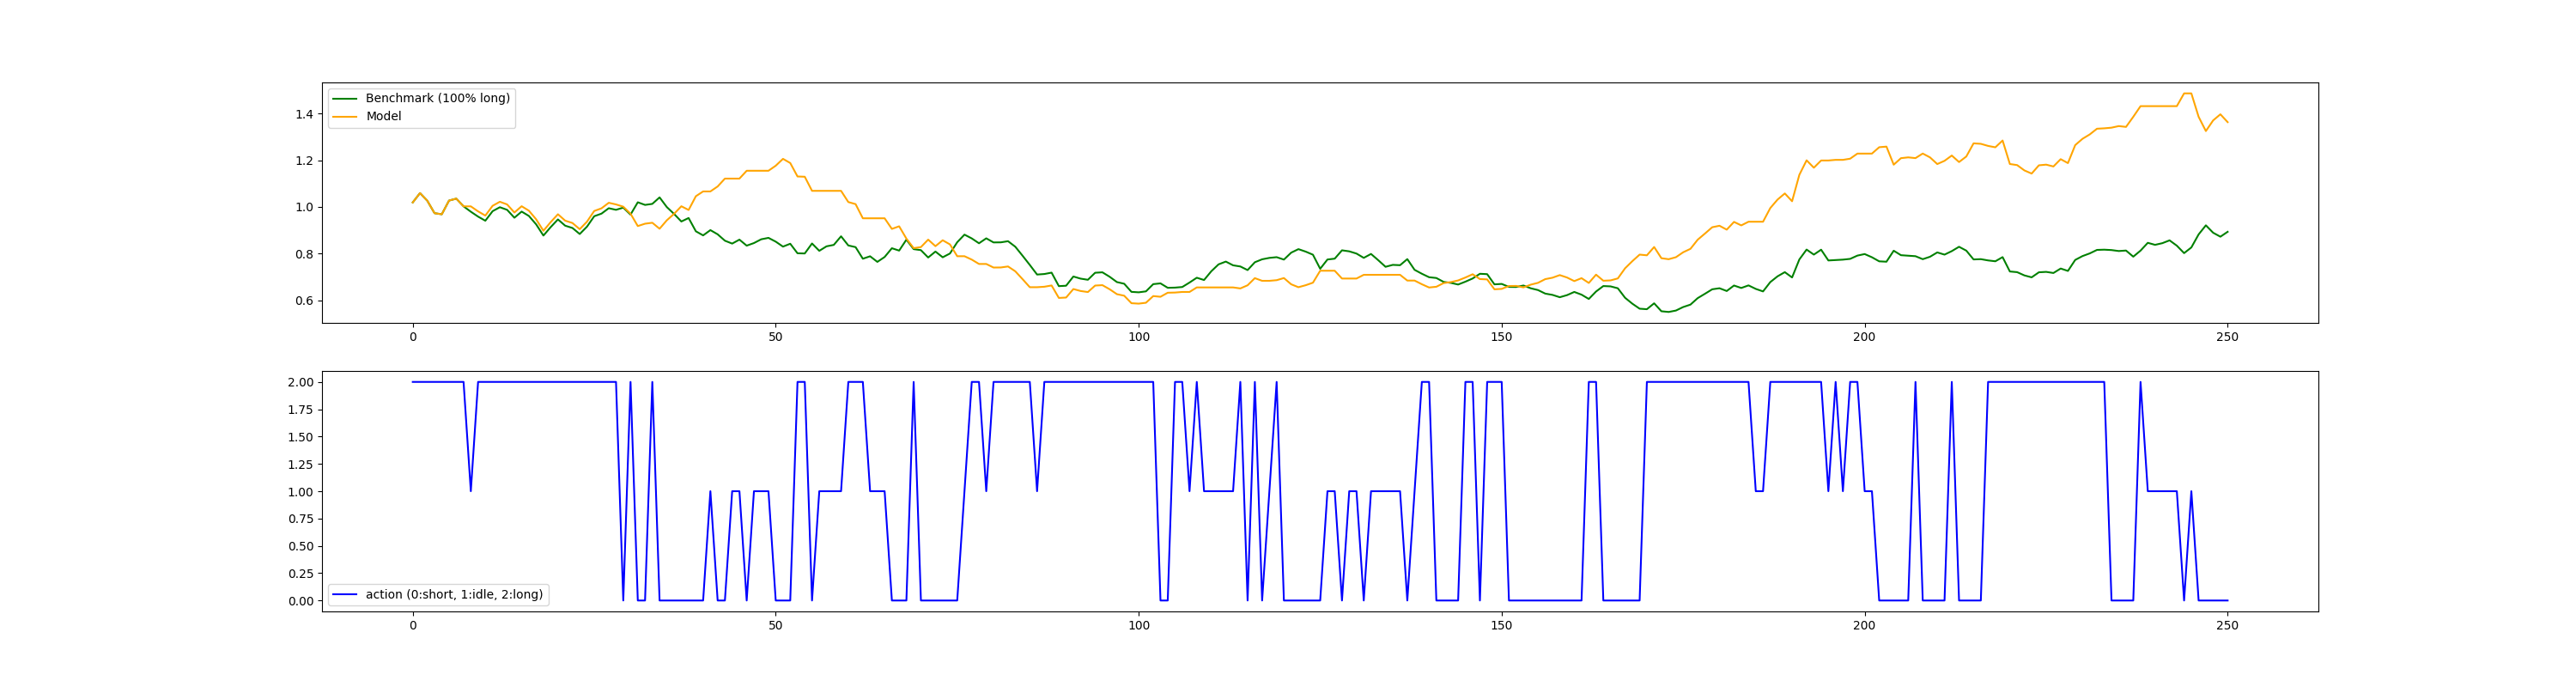 Benchmark (100% long)
Model
1.4
1.2
1.0
0.8
0.6
0 50 100 150 200 250
2.00
1.75
1.50
1.25
1.00
0.75
0.50
0.25
0.00
action (0:short, 1:idle, 2:long)
0 50 100 150 200 250